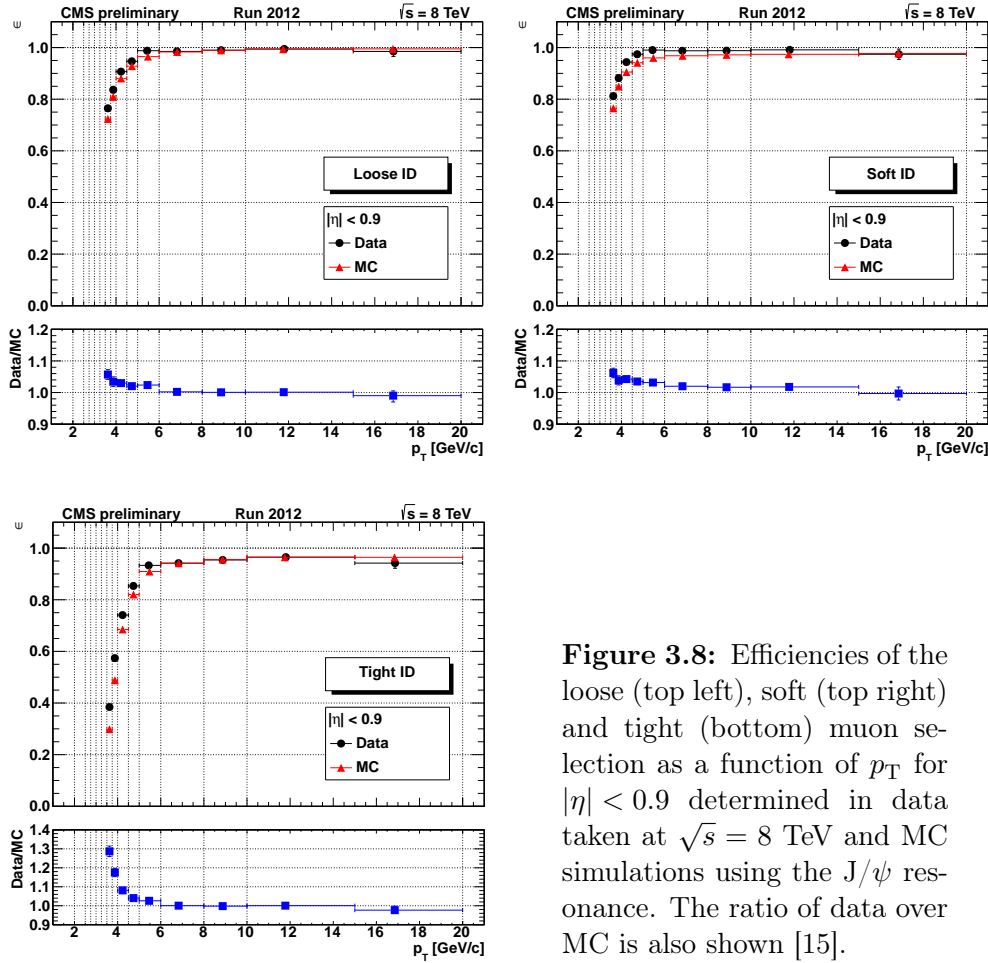 CMS preliminary Run 2012 √s = 8 TeV
ε
1.0
0.8
0.6
0.4
0.2
0.0
Loose ID
|η| < 0.9
Data
MC
Data/MC
1.2
1.1
1.0
0.9
2 4 6 8 10 12 14 16 18 20
p_T [GeV/c]
CMS preliminary Run 2012 √s = 8 TeV
ε
1.0
0.8
0.6
0.4
0.2
0.0
Soft ID
|η| < 0.9
Data
MC
Data/MC
1.2
1.1
1.0
0.9
2 4 6 8 10 12 14 16 18 20
p_T [GeV/c]
CMS preliminary Run 2012 √s = 8 TeV
ε
1.0
0.8
0.6
0.4
0.2
0.0
Tight ID
|η| < 0.9
Data
MC
Data/MC
1.4
1.3
1.2
1.1
1.0
0.9
2 4 6 8 10 12 14 16 18 20
p_T [GeV/c]
Figure 3.8: Efficiencies of the
loose (top left), soft (top right)
and tight (bottom) muon se-
lection as a function of p_T for
|η| < 0.9 determined in data
taken at √s = 8 TeV and MC
simulations using the J/ψ res-
onance. The ratio of data over
MC is also shown [15].